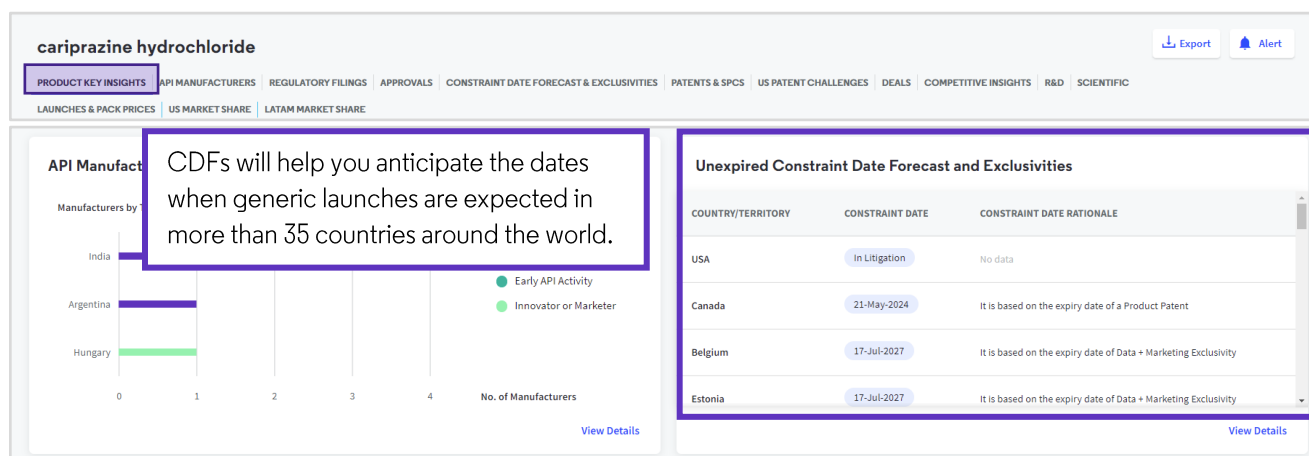 cariprazine hydrochloride
Export
Alert
PRODUCT KEY INSIGHTS API MANUFACTURERS REGULATORY FILINGS APPROVALS CONSTRAINT DATE FORECAST & EXCLUSIVITIES PATENTS & SPCS US PATENT CHALLENGES DEALS COMPETITIVE INSIGHTS R&D SCIENTIFIC
LAUNCHES & PACK PRICES US MARKET SHARE LATAM MARKET SHARE
API Manufact
Manufacturers by
CDFs will help you anticipate the dates
when generic launches are expected in
more than 35 countries around the world.
India
Argentina
Hungary
Early API Activity
Innovator or Marketer
0 1 2 3 4 No. of Manufacturers
View Details
Unexpired Constraint Date Forecast and Exclusivities
COUNTRY/TERRITORY CONSTRAINT DATE CONSTRAINT DATE RATIONALE
USA In Litigation No data
Canada 21-May-2024 It is based on the expiry date of a Product Patent
Belgium 17-Jul-2027 It is based on the expiry date of Data + Marketing Exclusivity
Estonia 17-Jul-2027 It is based on the expiry date of Data + Marketing Exclusivity
View Details